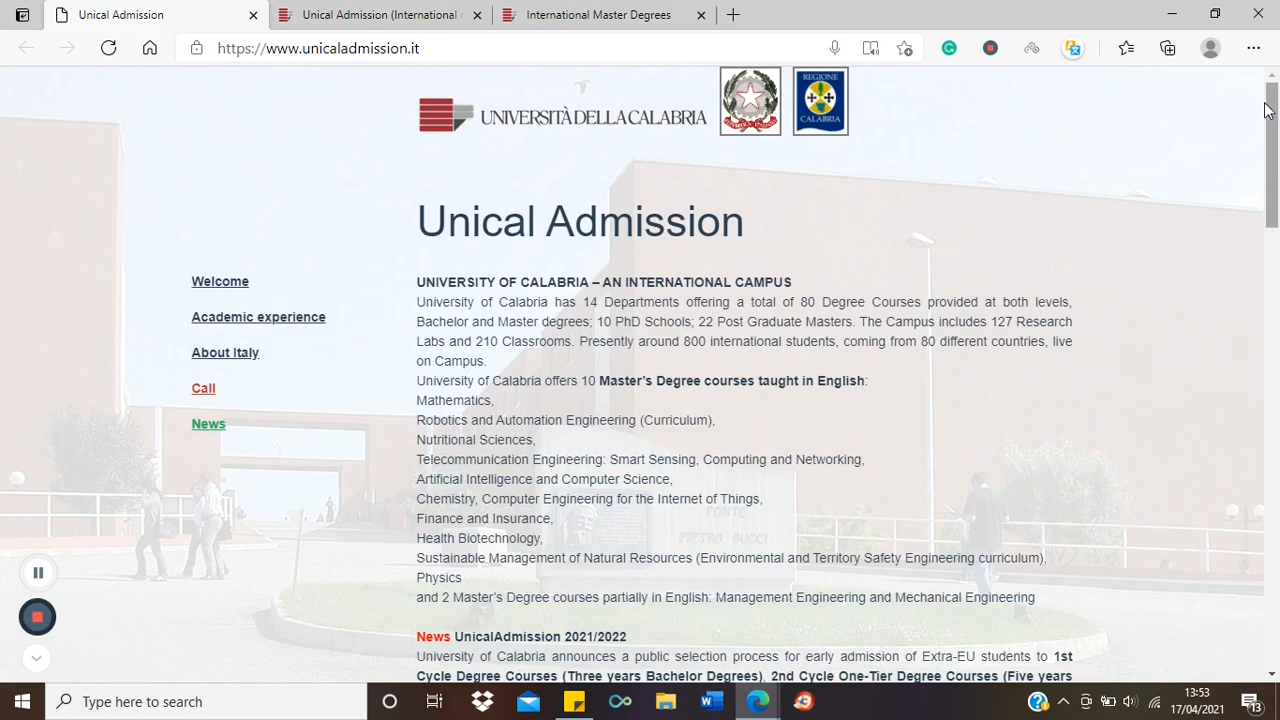 Unical Admission
Unical Admission (International
International Master Degrees
https://www.unicaladmission.it
UNIVERSITÀ DELLA CALABRIA
REGIONE
CALABRIA
Unical Admission
Welcome
Academic experience
About Italy
Call
News
UNIVERSITY OF CALABRIA – AN INTERNATIONAL CAMPUS
University of Calabria has 14 Departments offering a total of 80 Degree Courses provided at both levels,
Bachelor and Master degrees; 10 PhD Schools; 22 Post Graduate Masters. The Campus includes 127 Research
Labs and 210 Classrooms. Presently around 800 international students, coming from 80 different countries, live
on Campus.
University of Calabria offers 10 Master's Degree courses taught in English:
Mathematics,
Robotics and Automation Engineering (Curriculum),
Nutritional Sciences,
Telecommunication Engineering: Smart Sensing, Computing and Networking,
Artificial Intelligence and Computer Science,
Chemistry, Computer Engineering for the Internet of Things,
Finance and Insurance,
PONTE
Health Biotechnology,
PIETRO BUCCI
Sustainable Management of Natural Resources (Environmental and Territory Safety Engineering curriculum),
Physics
and 2 Master's Degree courses partially in English: Management Engineering and Mechanical Engineering
News UnicalAdmission 2021/2022
University of Calabria announces a public selection process for early admission of Extra-EU students to 1st
Cycle Degree Courses (Three years Bachelor Degrees), 2nd Cycle One-Tier Degree Courses (Five years
Type here to search
13:53
17/04/2021
13